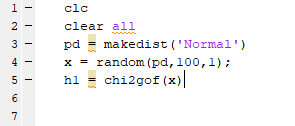 1 - clc
2 - clear all
3 - pd = makedist('Normal')
4 - x = random(pd,100,1);
5 - h1 = chi2gof(x)
6
7